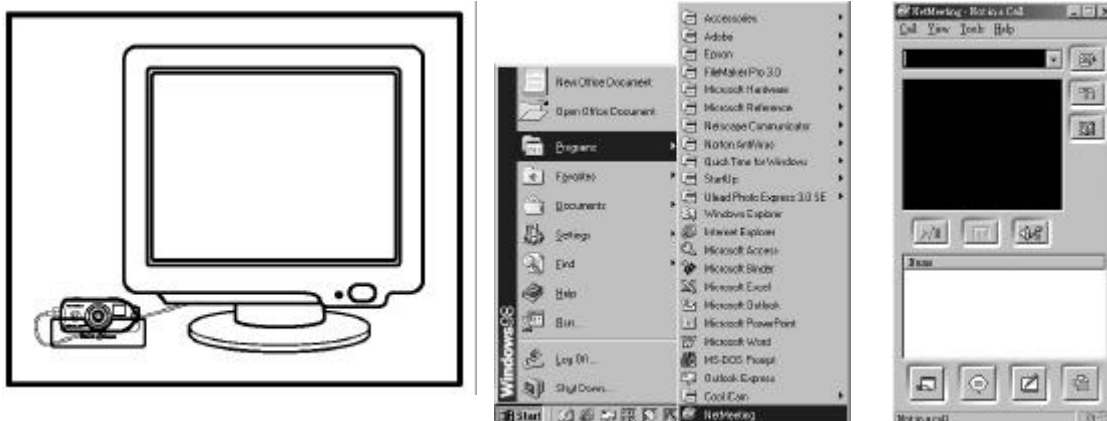 New Office Document
Open Office Document
Programs
Favorites
Documents
Settings
Find
Help
Run...
Log Off...
Shut Down...
Windows98
Start
Accessories
Adobe
Epson
FileMaker Pro 3.0
Microsoft Hardware
Microsoft Reference
Netscape Communicator
Norton AntiVirus
QuickTime for Windows
StartUp
Ulead Photo Express 3.0 SE
Windows Explorer
Internet Explorer
Microsoft Access
Microsoft Binder
Microsoft Excel
Microsoft Outlook
Microsoft PowerPoint
Microsoft Word
MS-DOS Prompt
Outlook Express
Cool iCam
NetMeeting
NetMeeting - Not in a Call
Call View Tools Help
Name
Not in a call